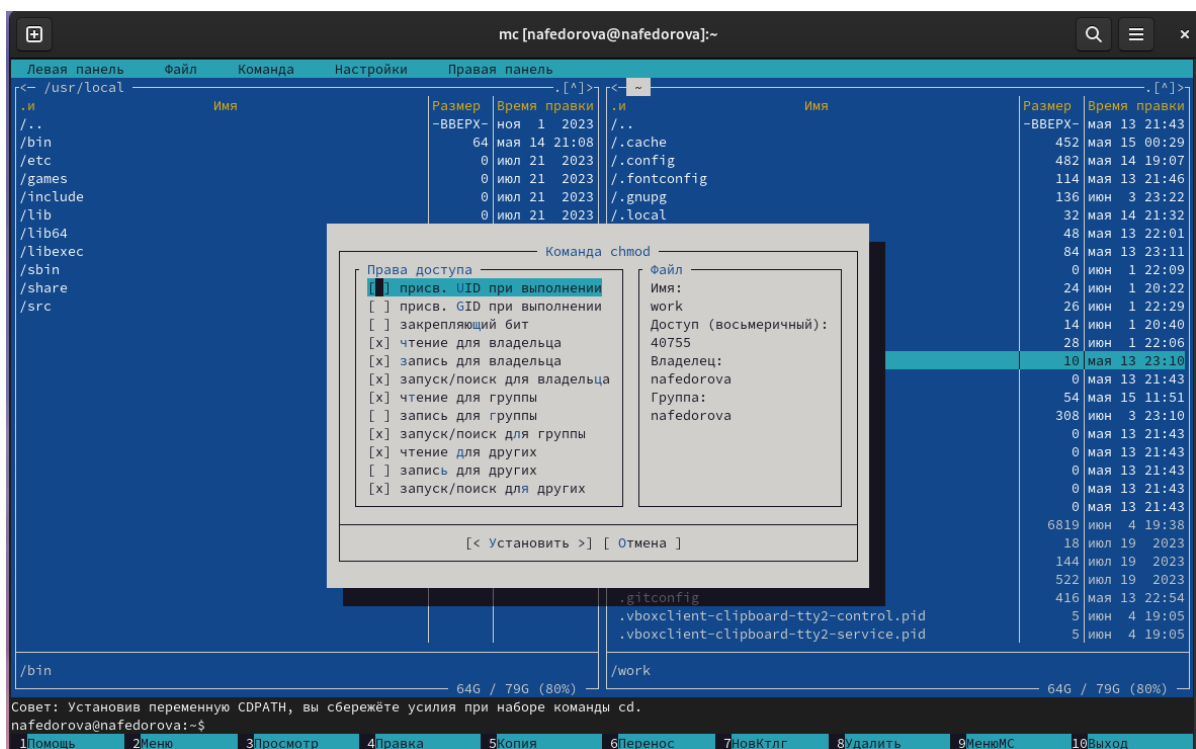 mc [nafedorova@nafedorova]:~
Левая панель Файл Команда Настройки Правая панель
<— /usr/local .[^]>
.и Имя Размер Время правки
/.. -ВВЕРХ- ноя 1 2023
/bin 64 мая 14 21:08
/etc 0 июл 21 2023
/games 0 июл 21 2023
/include 0 июл 21 2023
/lib 0 июл 21 2023
/lib64
/libexec
/sbin
/share
/src
/bin
64G / 79G (80%)
<— ~ .[^]>
.и Имя Размер Время правки
/.. -ВВЕРХ- мая 13 21:43
/.cache 452 мая 15 00:29
/.config 482 мая 14 19:07
/.fontconfig 114 мая 13 21:46
/.gnupg 136 июн 3 23:22
/.local 32 мая 14 21:32
48 мая 13 22:01
84 мая 13 23:11
0 июн 1 22:09
24 июн 1 20:22
26 июн 1 22:29
14 июн 1 20:40
28 июн 1 22:06
10 мая 13 23:10
0 мая 13 21:43
54 мая 15 11:51
308 июн 3 23:10
0 мая 13 21:43
0 мая 13 21:43
0 мая 13 21:43
0 мая 13 21:43
0 мая 13 21:43
6819 июн 4 19:38
18 июл 19 2023
144 июл 19 2023
522 июл 19 2023
.gitconfig 416 мая 13 22:54
.vboxclient-clipboard-tty2-control.pid 5 июн 4 19:05
.vboxclient-clipboard-tty2-service.pid 5 июн 4 19:05
/work
64G / 79G (80%)
Команда chmod
Права доступа
[ ] присв. UID при выполнении
[ ] присв. GID при выполнении
[ ] закрепляющий бит
[x] чтение для владельца
[x] запись для владельца
[x] запуск/поиск для владельца
[x] чтение для группы
[ ] запись для группы
[x] запуск/поиск для группы
[x] чтение для других
[ ] запись для других
[x] запуск/поиск для других
Файл
Имя:
work
Доступ (восьмеричный):
40755
Владелец:
nafedorova
Группа:
nafedorova
[< Установить >] [ Отмена ]
Совет: Установив переменную CDPATH, вы сбережёте усилия при наборе команды cd.
nafedorova@nafedorova:~$
1Помощь 2Меню 3Просмотр 4Правка 5Копия 6Перенос 7НовКтлг 8Удалить 9МенюMC 10Выход